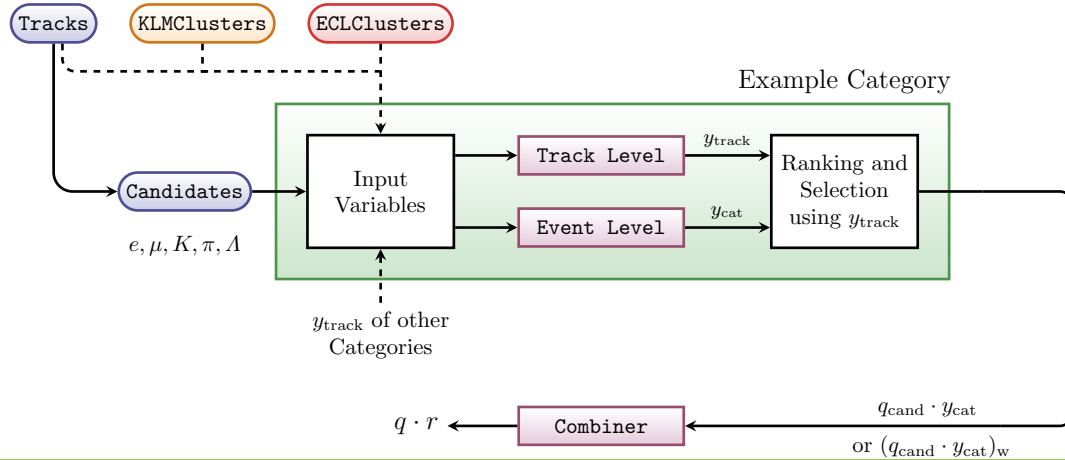 Tracks
KLMClusters
ECLClusters
Example Category
Candidates
e, μ, K, π, Λ
Input
Variables
Track Level
Event Level
y_track
y_cat
Ranking and
Selection
using y_track
y_track of other
Categories
q · r
Combiner
q_cand · y_cat
or (q_cand · y_cat)_w